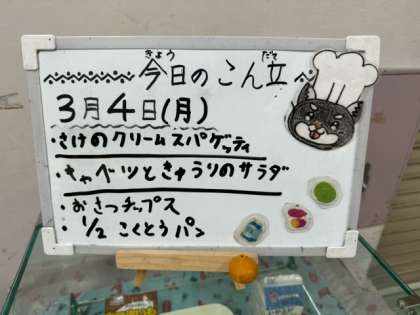 今日のこん立
きょう だて
3月4日(月)
・さけのクリームスパゲッティ
・キャベツときゅうりのサラダ
・おさつチップス
・1/2 こくとうパン